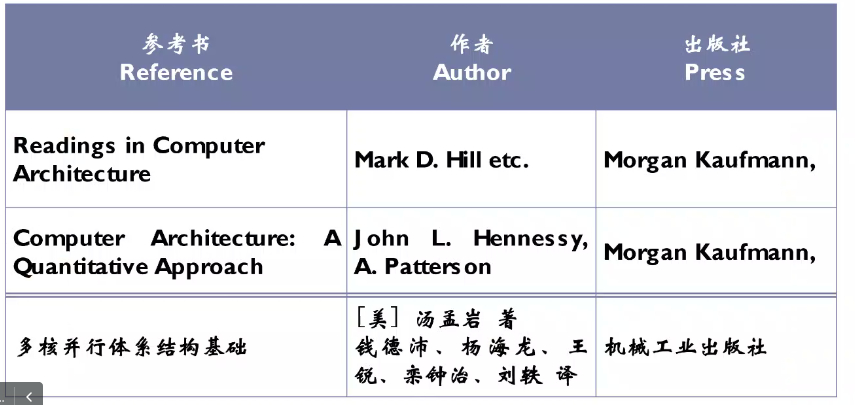 参考书
Reference
作者
Author
出版社
Press
Readings in Computer
Architecture
Mark D. Hill etc.
Morgan Kaufmann,
Computer Architecture: A
Quantitative Approach
John L. Hennessy,
A. Patterson
Morgan Kaufmann,
多核并行体系结构基础
[美] 汤孟岩 著
钱德沛、杨海龙、王
锐、栾钟治、刘轶 译
机械工业出版社